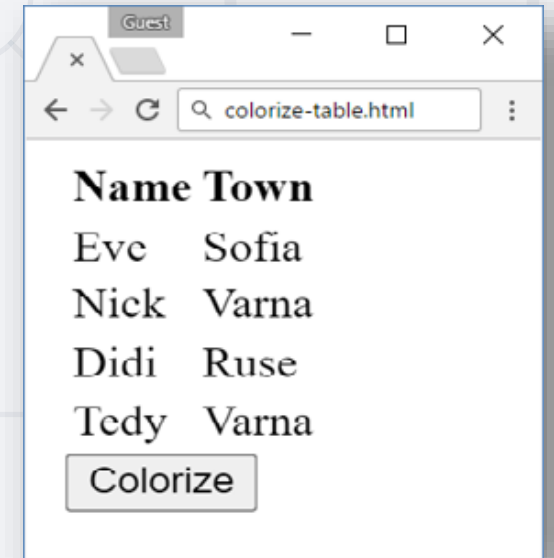 Guest
colorize-table.html
Name Town
Eve Sofia
Nick Varna
Didi Ruse
Tedy Varna
Colorize